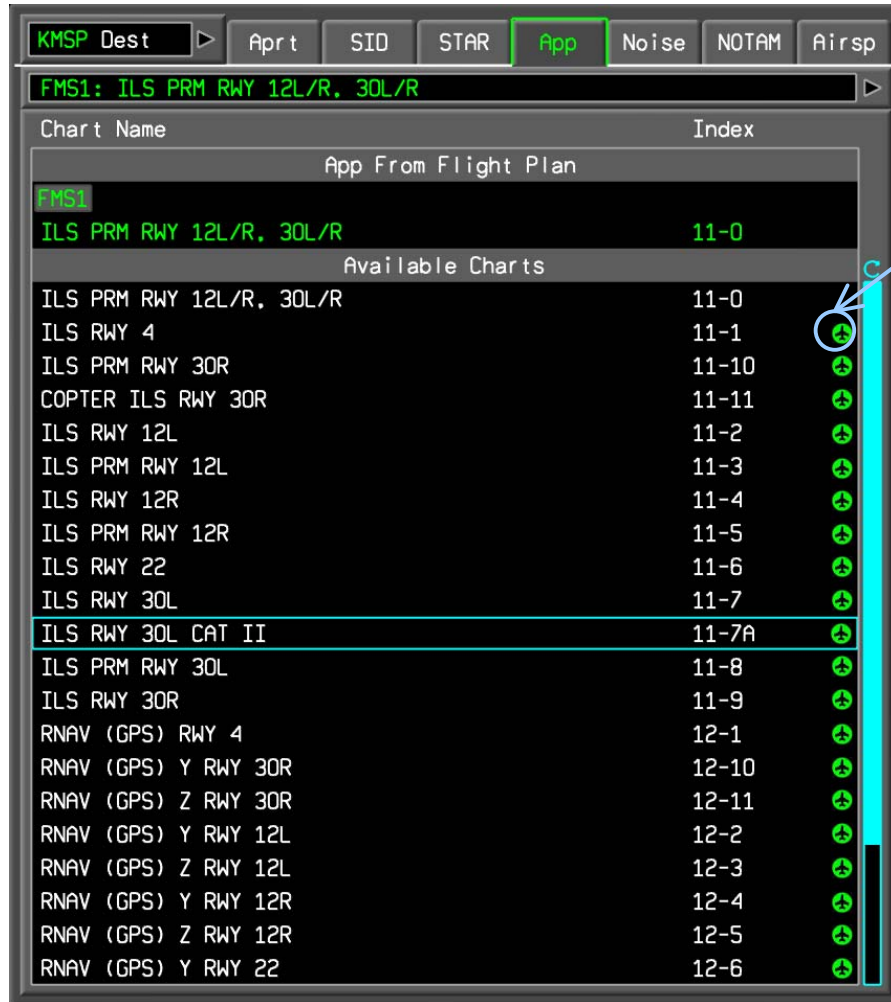 KMSP Dest Aprt SID STAR App Noise NOTAM Airsp
FMS1: ILS PRM RWY 12L/R, 30L/R
Chart Name Index
App From Flight Plan
FMS1
ILS PRM RWY 12L/R, 30L/R 11-0
Available Charts
ILS PRM RWY 12L/R, 30L/R 11-0
ILS RWY 4 11-1
ILS PRM RWY 30R 11-10
COPTER ILS RWY 30R 11-11
ILS RWY 12L 11-2
ILS PRM RWY 12L 11-3
ILS RWY 12R 11-4
ILS PRM RWY 12R 11-5
ILS RWY 22 11-6
ILS RWY 30L 11-7
ILS RWY 30L CAT II 11-7A
ILS PRM RWY 30L 11-8
ILS RWY 30R 11-9
RNAV (GPS) RWY 4 12-1
RNAV (GPS) Y RWY 30R 12-10
RNAV (GPS) Z RWY 30R 12-11
RNAV (GPS) Y RWY 12L 12-2
RNAV (GPS) Z RWY 12L 12-3
RNAV (GPS) Y RWY 12R 12-4
RNAV (GPS) Z RWY 12R 12-5
RNAV (GPS) Y RWY 22 12-6